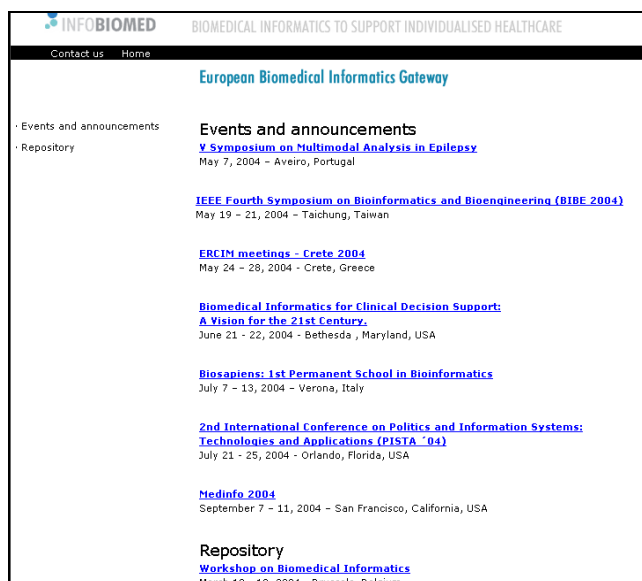 INFOBIOMED
BIOMEDICAL INFORMATICS TO SUPPORT INDIVIDUALISED HEALTHCARE
Contact us Home
European Biomedical Informatics Gateway
· Events and announcements
· Repository
Events and announcements
V Symposium on Multimodal Analysis in Epilepsy
May 7, 2004 – Aveiro, Portugal
IEEE Fourth Symposium on Bioinformatics and Bioengineering (BIBE 2004)
May 19 – 21, 2004 – Taichung, Taiwan
ERCIM meetings - Crete 2004
May 24 – 28, 2004 - Crete, Greece
Biomedical Informatics for Clinical Decision Support:
A Vision for the 21st Century.
June 21 - 22, 2004 - Bethesda , Maryland, USA
Biosapiens: 1st Permanent School in Bioinformatics
July 7 – 13, 2004 – Verona, Italy
2nd International Conference on Politics and Information Systems:
Technologies and Applications (PISTA ´04)
July 21 - 25, 2004 - Orlando, Florida, USA
Medinfo 2004
September 7 – 11, 2004 – San Francisco, California, USA
Repository
Workshop on Biomedical Informatics
2004 - Brussels, Belgium